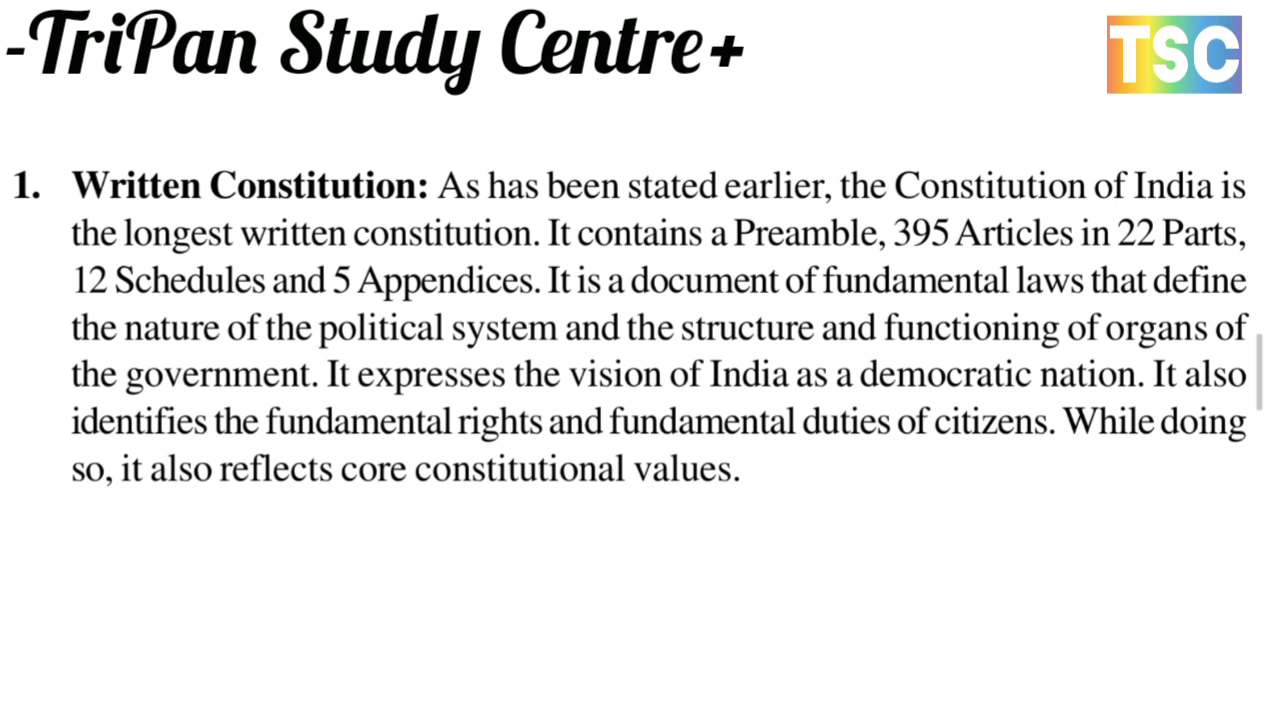 -TriPan Study Centre+
TSC
1. Written Constitution: As has been stated earlier, the Constitution of India is
the longest written constitution. It contains a Preamble, 395 Articles in 22 Parts,
12 Schedules and 5 Appendices. It is a document of fundamental laws that define
the nature of the political system and the structure and functioning of organs of
the government. It expresses the vision of India as a democratic nation. It also
identifies the fundamental rights and fundamental duties of citizens. While doing
so, it also reflects core constitutional values.